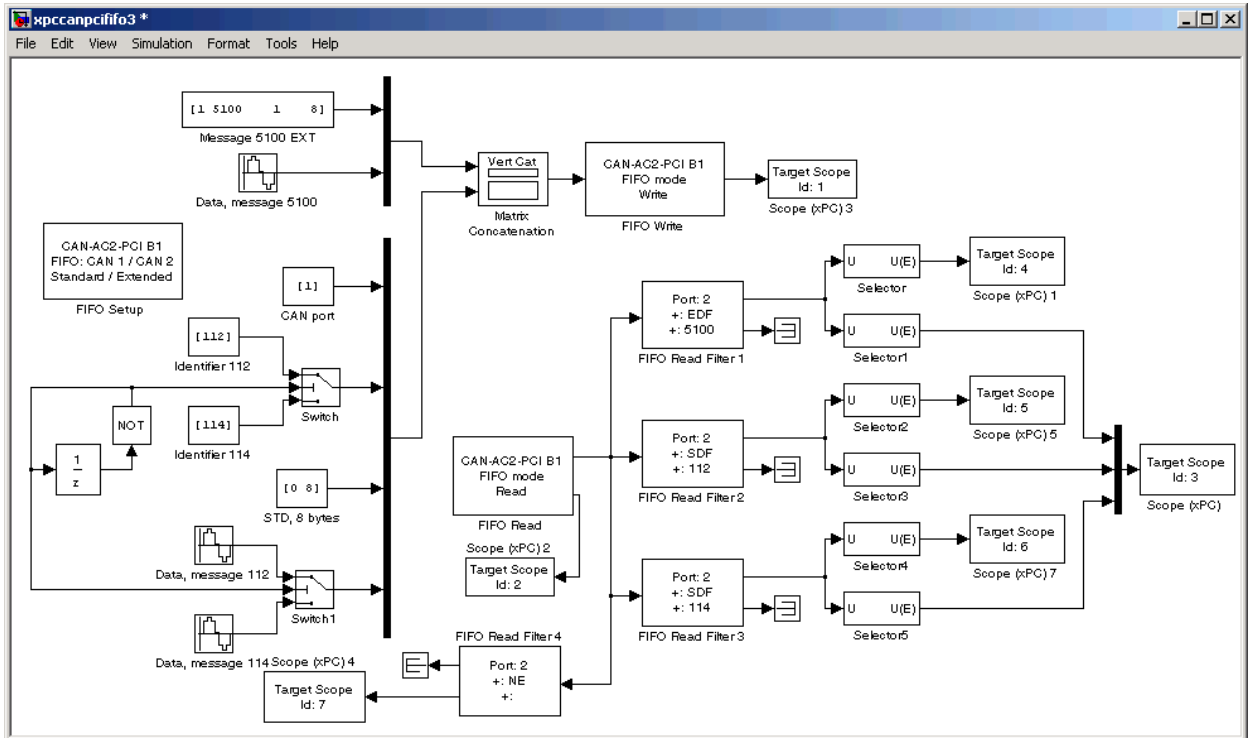 xpccanpcififo3 *
File Edit View Simulation Format Tools Help
[1 5100 1 8]
Message 5100 EXT
Data, message 5100
Vert Cat
Matrix
Concatenation
CAN-AC2-PCI B1
FIFO mode
Write
FIFO Write
Target Scope
Id: 1
Scope (xPC) 3
CAN-AC2-PCI B1
FIFO: CAN 1 / CAN 2
Standard / Extended
FIFO Setup
[1]
CAN port
[112]
Identifier 112
Switch
[114]
Identifier 114
NOT
1
z
[0 8]
STD, 8 bytes
Data, message 112
Switch1
Data, message 114
CAN-AC2-PCI B1
FIFO mode
Read
FIFO Read
Scope (xPC) 2
Target Scope
Id: 2
Port: 2
+: EDF
+: 5100
FIFO Read Filter 1
U U(E)
Selector
Target Scope
Id: 4
Scope (xPC) 1
U U(E)
Selector1
Port: 2
+: SDF
+: 112
FIFO Read Filter 2
U U(E)
Selector2
Target Scope
Id: 5
Scope (xPC) 5
U U(E)
Selector3
Target Scope
Id: 3
Scope (xPC)
Port: 2
+: SDF
+: 114
FIFO Read Filter 3
U U(E)
Selector4
Target Scope
Id: 6
Scope (xPC) 7
U U(E)
Selector5
FIFO Read Filter 4
Port: 2
+: NE
+:
Scope (xPC) 4
Target Scope
Id: 7